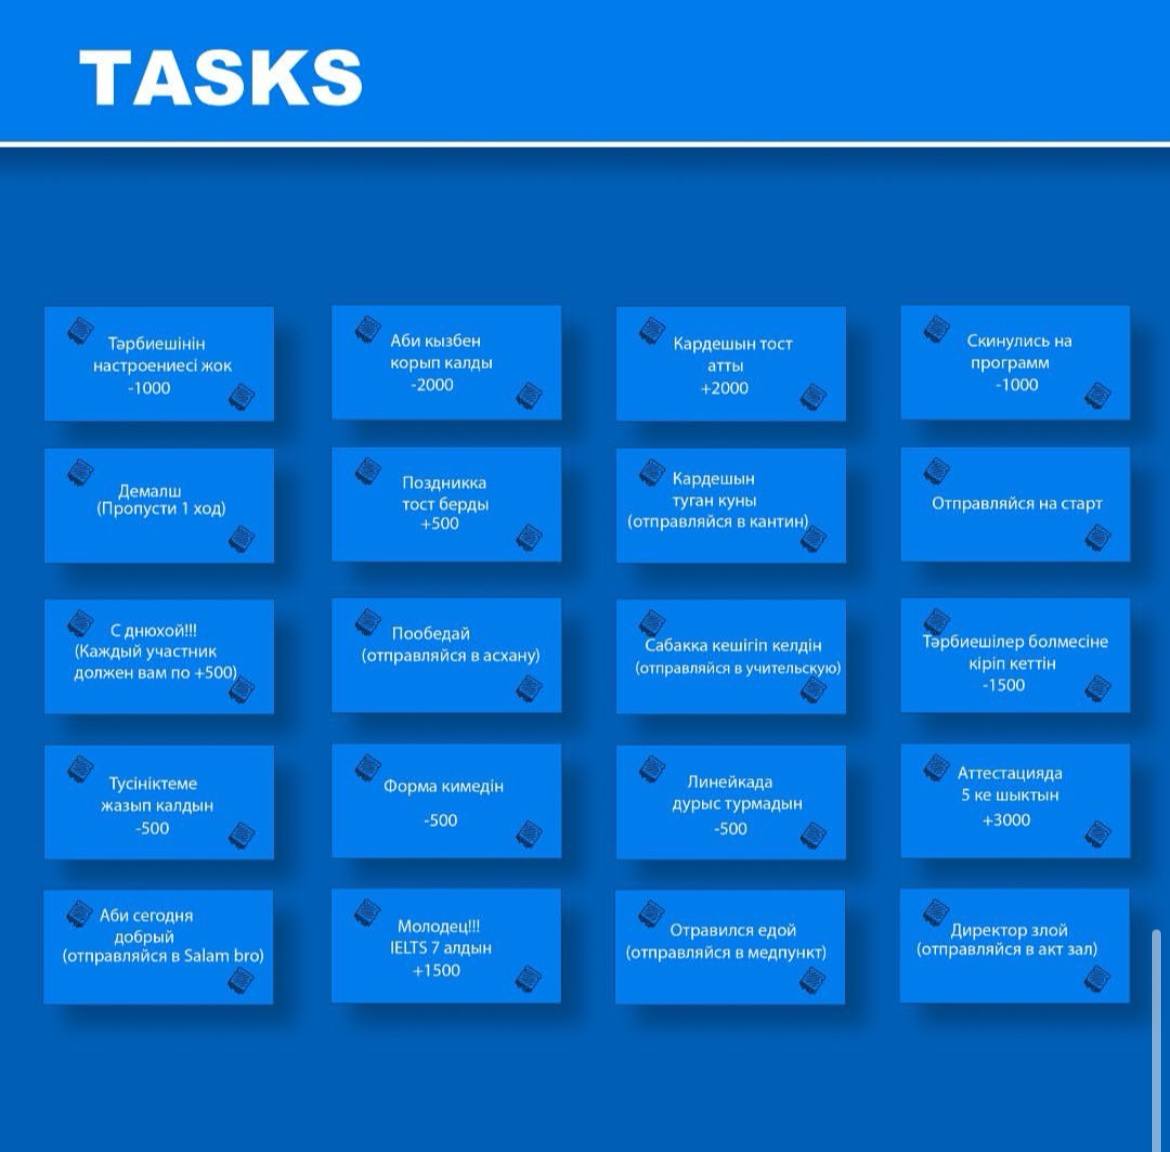 TASKS
Тәрбиешінін
настроениесі жок
-1000
Аби кызбен
корып калды
-2000
Кардешын тост
атты
+2000
Скинулись на
программ
-1000
Демалш
(Пропусти 1 ход)
Поздникка
тост берды
+500
Кардешын
туган куны
(отправляйся в кантин)
Отправляйся на старт
С днюхой!!!
(Каждый участник
должен вам по +500)
Пообедай
(отправляйся в асхану)
Сабакка кешігіп келдін
(отправляйся в учительскую)
Тәрбиешілер болмесіне
кіріп кеттін
-1500
Тусініктеме
жазып калдын
-500
Форма кимедін
-500
Линейкада
дурыс турмадын
-500
Аттестацияда
5 ке шыктын
+3000
Аби сегодня
добрый
(отправляйся в Salam bro)
Молодец!!!
IELTS 7 алдын
+1500
Отравился едой
(отправляйся в медпункт)
Директор злой
(отправляйся в акт зал)